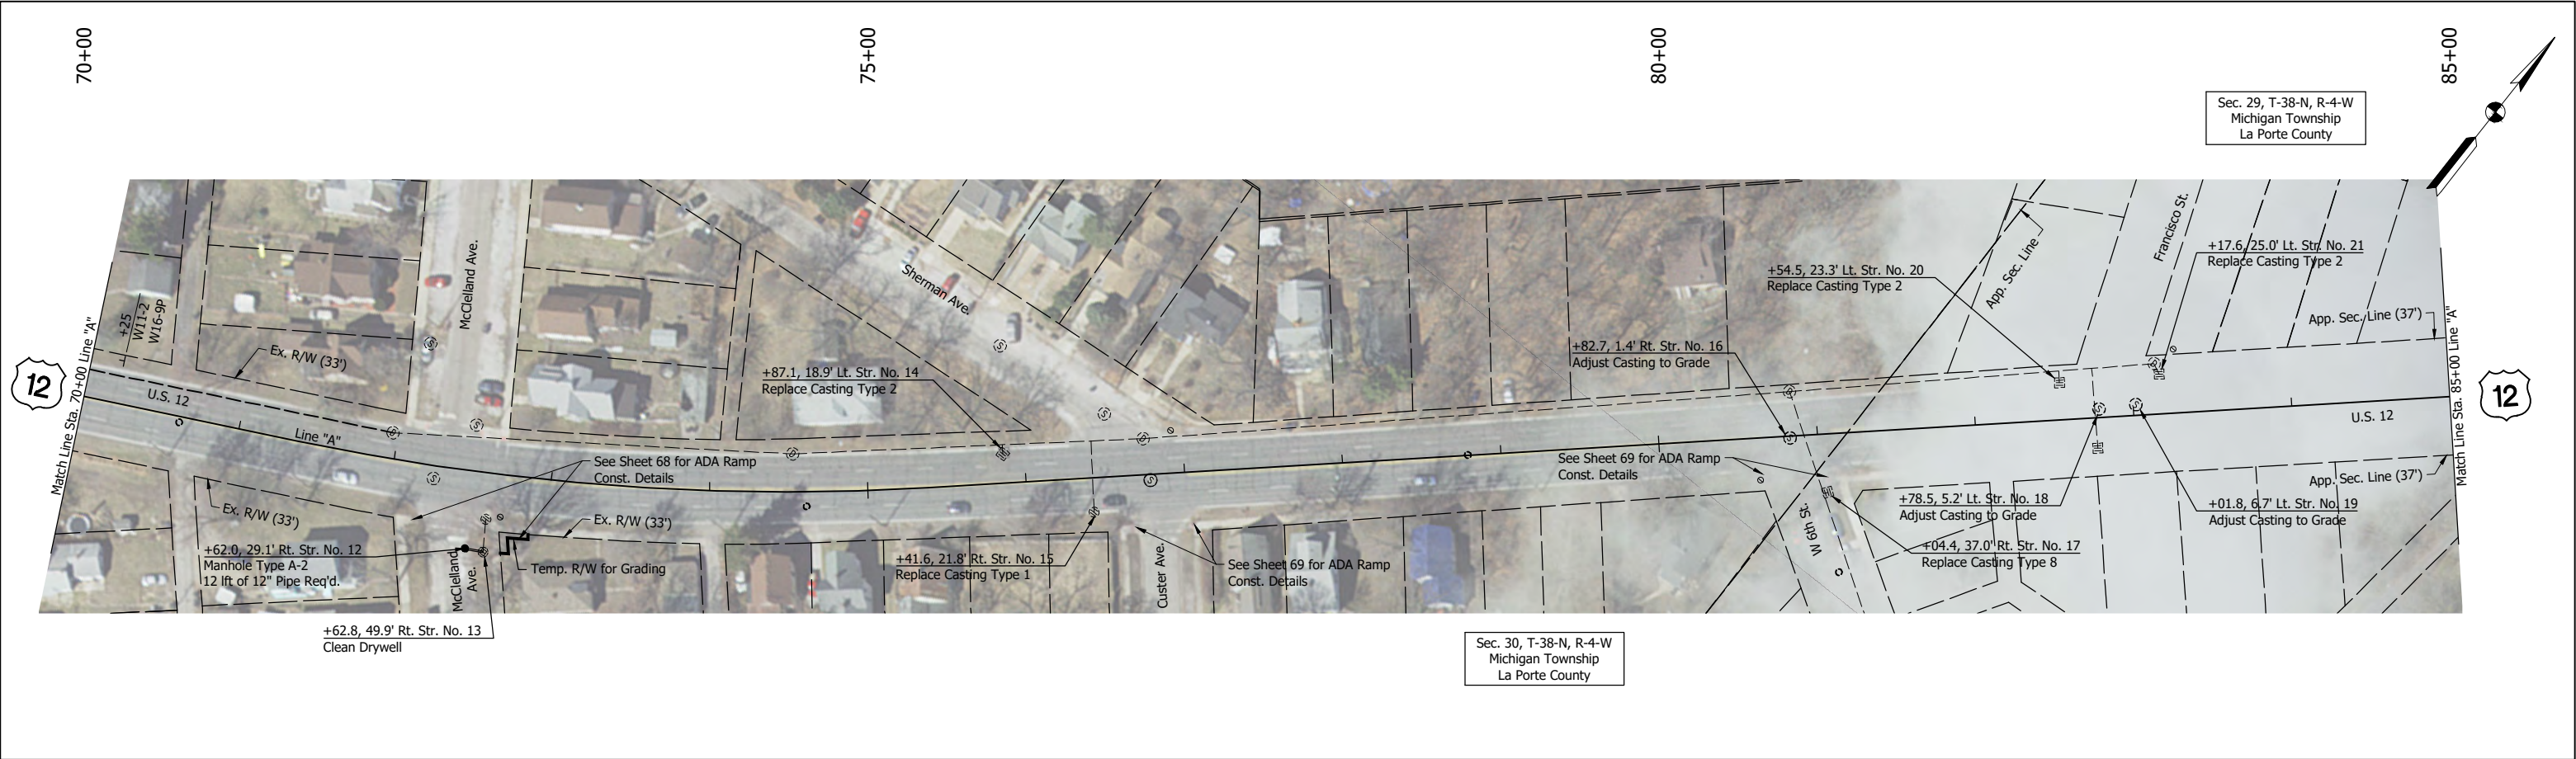 70+00
75+00
80+00
85+00
Sec. 29, T-38-N, R-4-W
Michigan Township
La Porte County
Francisco St.
+17.6, 25.0' Lt. Str. No. 21
Replace Casting Type 2
+54.5, 23.3' Lt. Str. No. 20
Replace Casting Type 2
App. Sec. Line
McClelland Ave.
Sherman Ave.
+25
W11-2
W16-9P
App. Sec. Line (37')
Match Line Sta. 70+00 Line "A"
Match Line Sta. 85+00 Line "A"
Ex. R/W (33')
+82.7, 1.4' Rt. Str. No. 16
Adjust Casting to Grade
+87.1, 18.9' Lt. Str. No. 14
Replace Casting Type 2
12
U.S. 12
Line "A"
12
U.S. 12
See Sheet 68 for ADA Ramp
Const. Details
See Sheet 69 for ADA Ramp
Const. Details
App. Sec. Line (37')
+78.5, 5.2' Lt. Str. No. 18
Adjust Casting to Grade
+01.8, 6.7' Lt. Str. No. 19
Adjust Casting to Grade
Ex. R/W (33')
Ex. R/W (33')
W 6th St.
+04.4, 37.0' Rt. Str. No. 17
Replace Casting Type 8
+62.0, 29.1' Rt. Str. No. 12
Manhole Type A-2
12 lft of 12" Pipe Req'd.
McClelland
Ave.
Temp. R/W for Grading
+41.6, 21.8' Rt. Str. No. 15
Replace Casting Type 1
Custer Ave.
See Sheet 69 for ADA Ramp
Const. Details
+62.8, 49.9' Rt. Str. No. 13
Clean Drywell
Sec. 30, T-38-N, R-4-W
Michigan Township
La Porte County